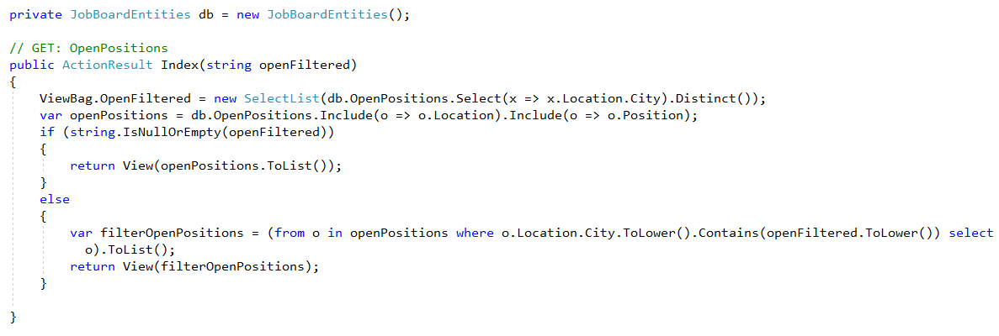 private JobBoardEntities db = new JobBoardEntities();
// GET: OpenPositions
public ActionResult Index(string openFiltered)
{
ViewBag.OpenFiltered = new SelectList(db.OpenPositions.Select(x => x.Location.City).Distinct());
var openPositions = db.OpenPositions.Include(o => o.Location).Include(o => o.Position);
if (string.IsNullOrEmpty(openFiltered))
{
return View(openPositions.ToList());
}
else
{
var filterOpenPositions = (from o in openPositions where o.Location.City.ToLower().Contains(openFiltered.ToLower()) select
o).ToList();
return View(filterOpenPositions);
}
}